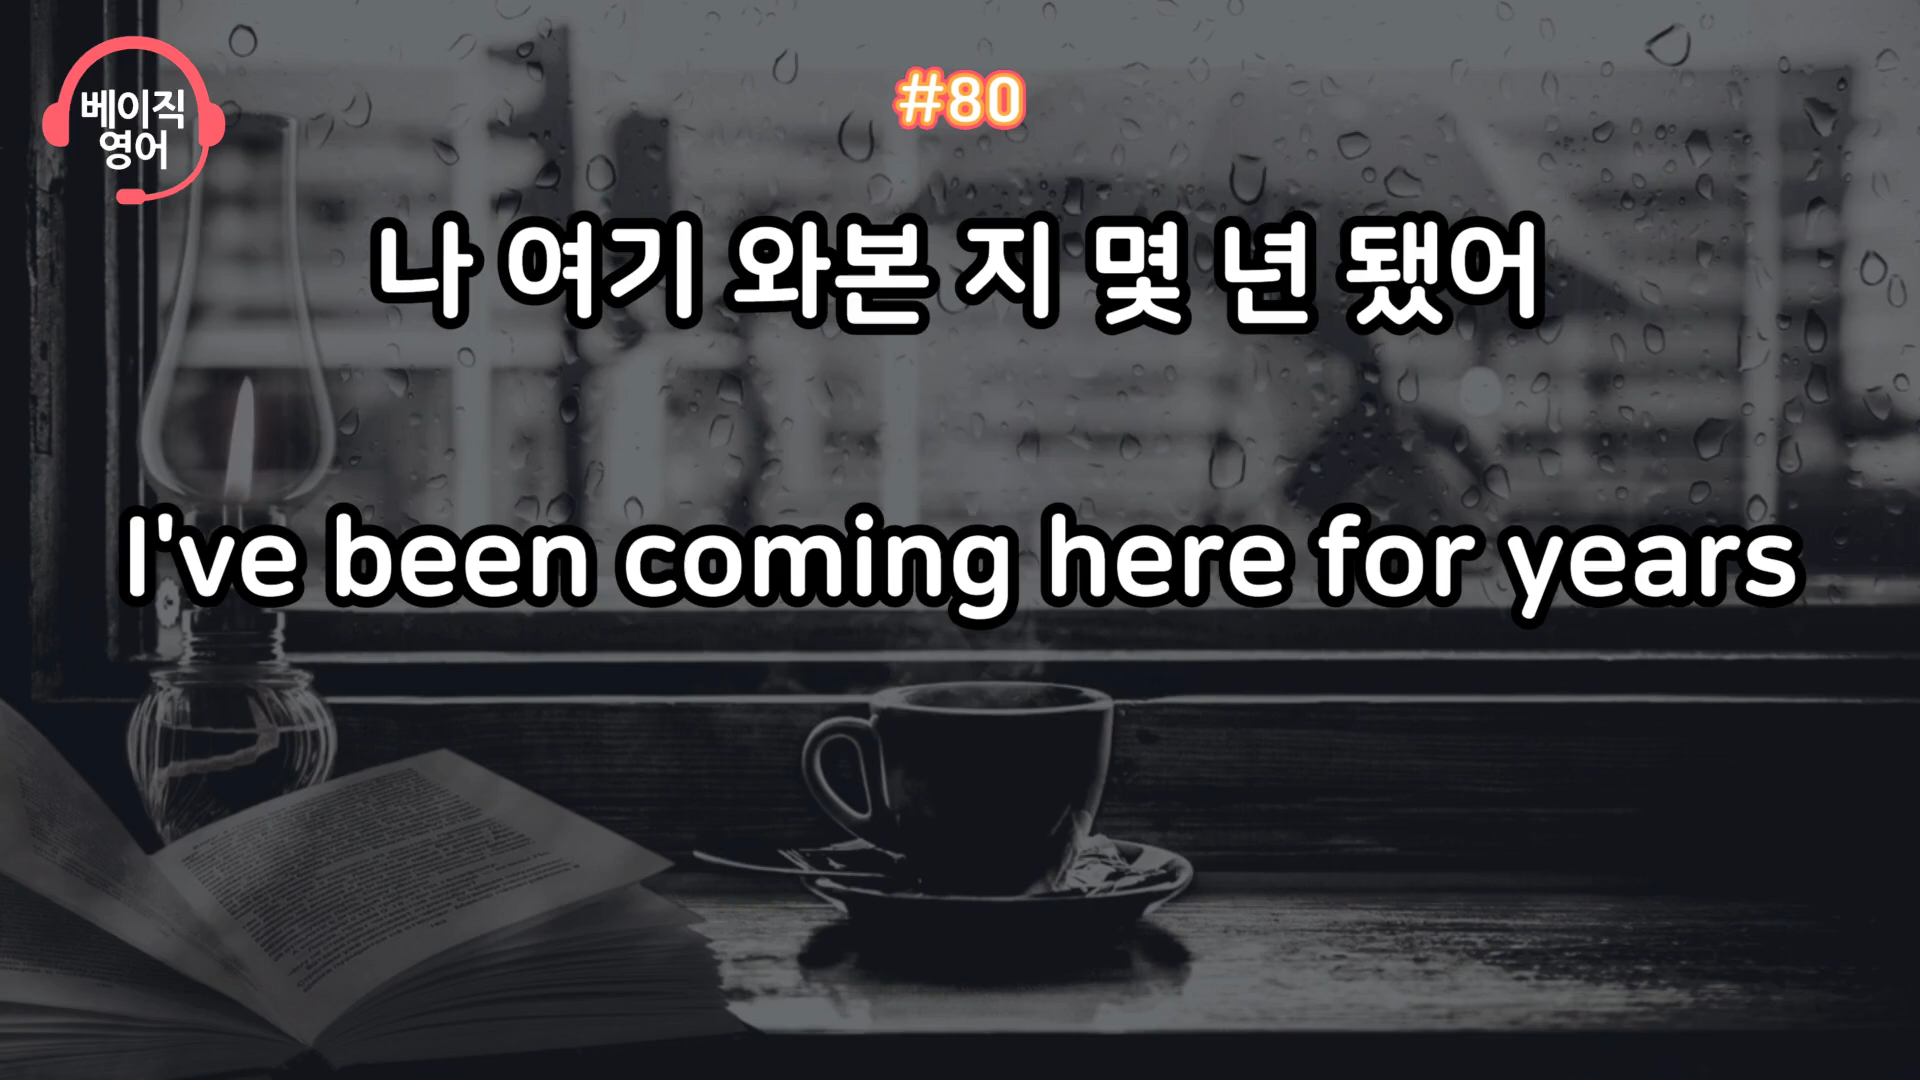 베이직
영어
#80
나 여기 와본 지 몇 년 됐어
I've been coming here for years